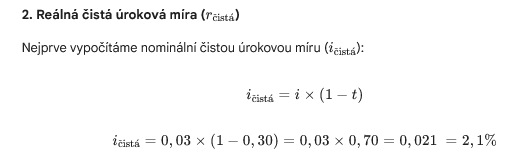 2. Reálná čistá úroková míra (r_čistá)
Nejprve vypočítáme nominální čistou úrokovou míru (i_čistá):
i_čistá = i × (1 − t)
i_čistá = 0,03 × (1 − 0,30) = 0,03 × 0,70 = 0,021 = 2,1%